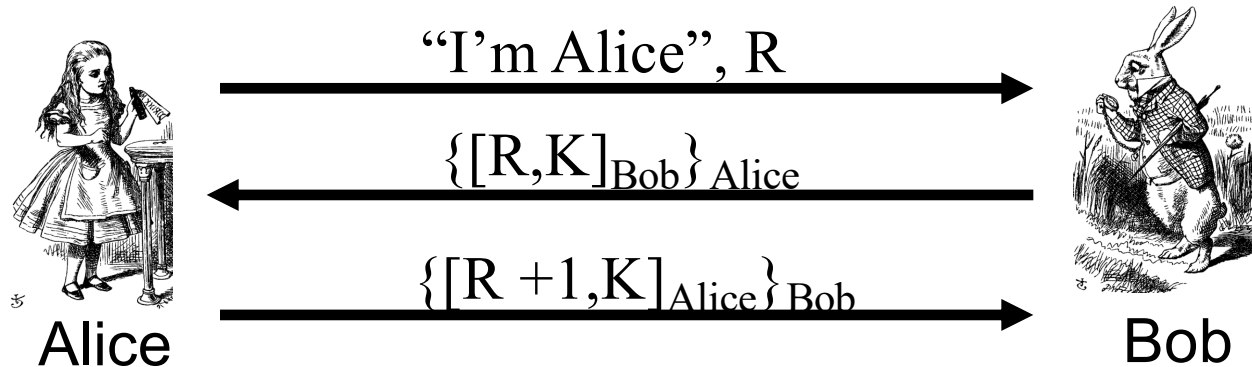 “I’m Alice”, R
{[R,K]Bob}Alice
{[R +1,K]Alice}Bob
Alice
Bob